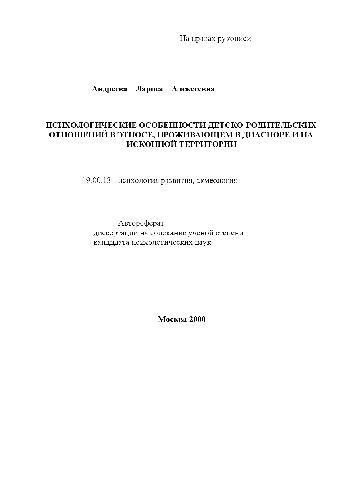 На правах рукописи
Андреева Лариса Алексеевна
ПСИХОЛОГИЧЕСКИЕ ОСОБЕННОСТИ ДЕТСКО-РОДИТЕЛЬСКИХ
ОТНОШЕНИЙ В ЭТНОСЕ, ПРОЖИВАЮЩЕМ В ДИАСПОРЕ И НА
ИСКОННОЙ ТЕРРИТОРИИ
19.00.13 психология развития, акмеология
Автореферат
диссертации на соискание ученой степени
кандидата психологических наук
Москва 2000